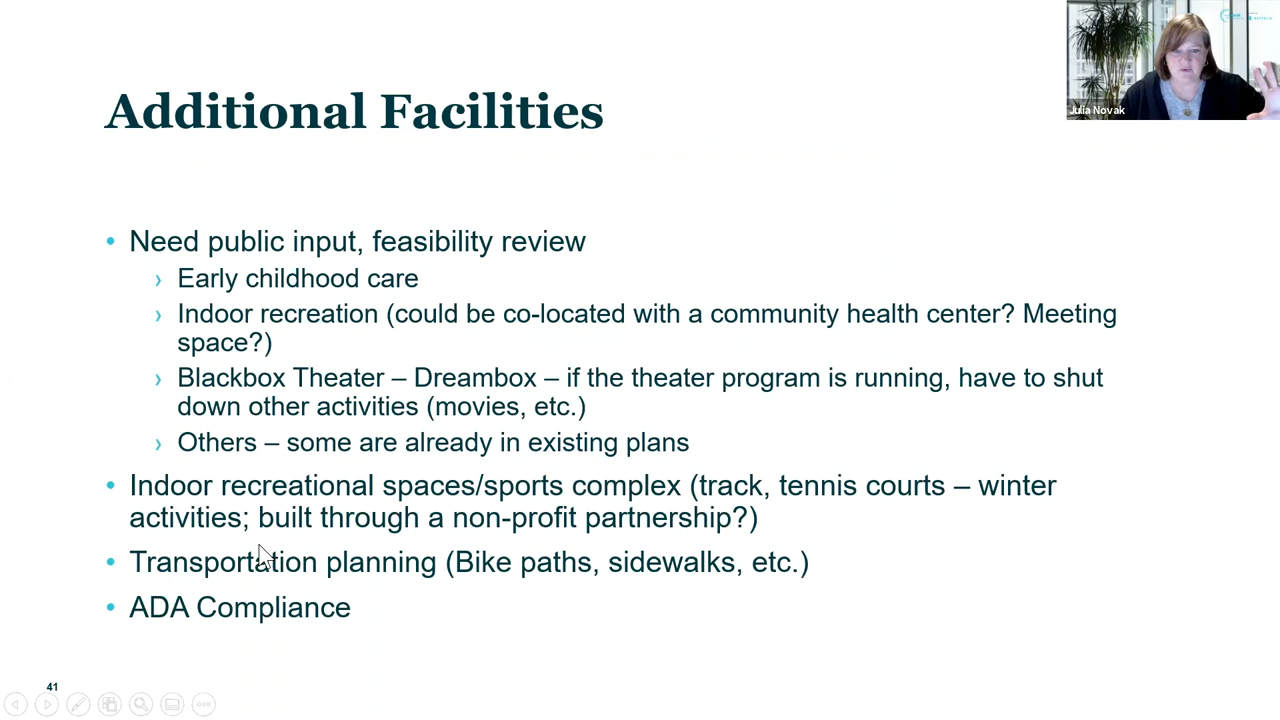 Julia Novak
Additional Facilities
• Need public input, feasibility review
› Early childhood care
› Indoor recreation (could be co-located with a community health center? Meeting
space?)
› Blackbox Theater – Dreambox – if the theater program is running, have to shut
down other activities (movies, etc.)
› Others – some are already in existing plans
• Indoor recreational spaces/sports complex (track, tennis courts – winter
activities; built through a non-profit partnership?)
• Transportation planning (Bike paths, sidewalks, etc.)
• ADA Compliance
41